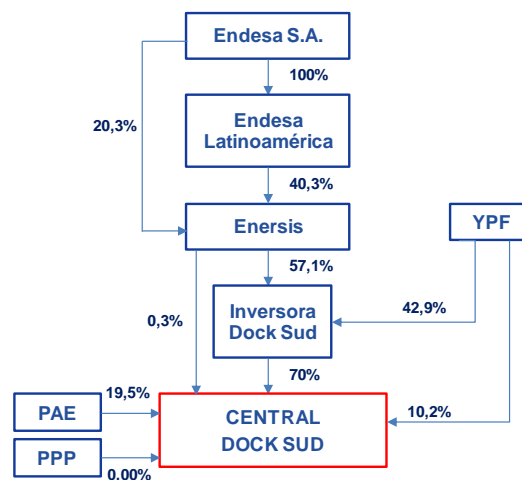 Endesa S.A.
100%
20,3%
Endesa
Latinoamérica
40,3%
Enersis
YPF
57,1%
Inversora
Dock Sud
0,3%
42,9%
70%
19,5%
PAE
CENTRAL
DOCK SUD
10,2%
PPP
0,00%